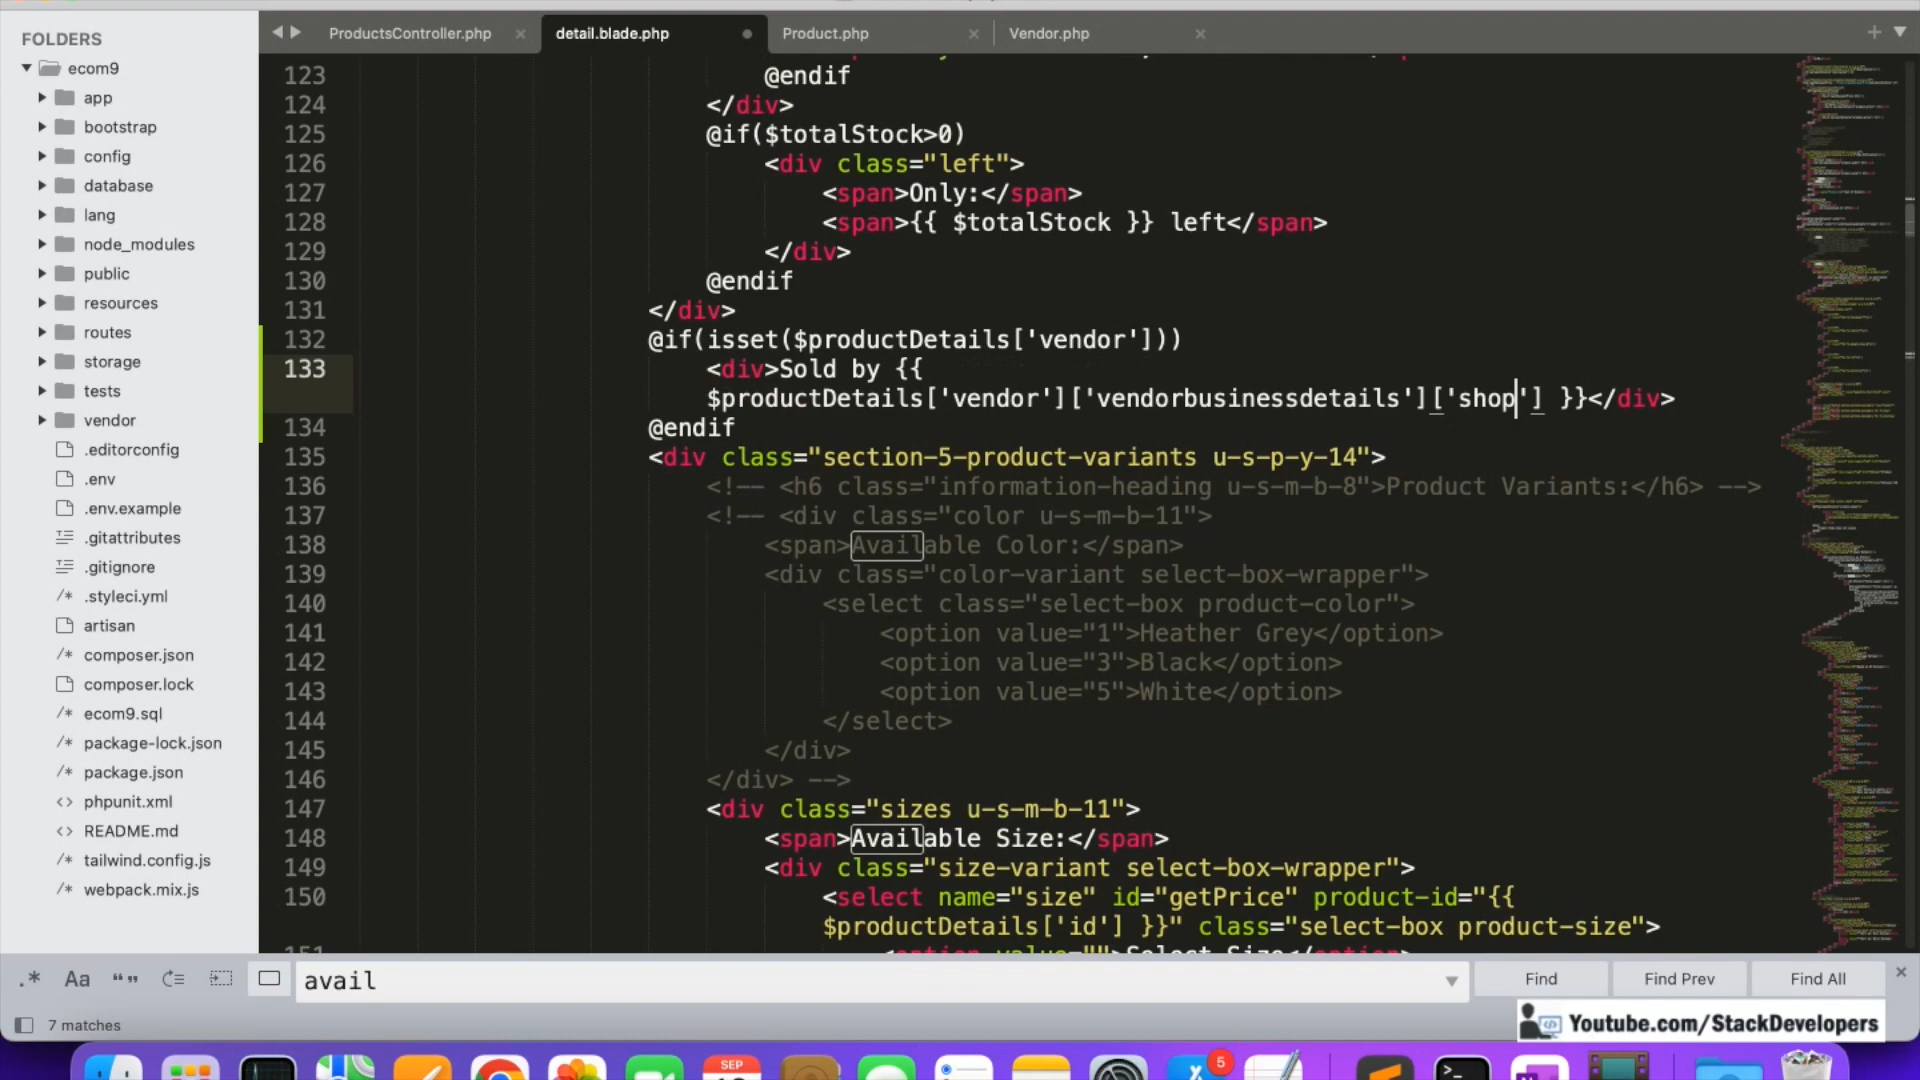 FOLDERS
ecom9
app
bootstrap
config
database
lang
node_modules
public
resources
routes
storage
tests
vendor
.editorconfig
.env
.env.example
.gitattributes
.gitignore
/* .styleci.yml
artisan
/* composer.json
composer.lock
/* ecom9.sql
/* package-lock.json
/* package.json
<> phpunit.xml
<> README.md
/* tailwind.config.js
/* webpack.mix.js
ProductsController.php
detail.blade.php
Product.php
Vendor.php
123 @endif
124 </div>
125 @if($totalStock>0)
126 <div class="left">
127 <span>Only:</span>
128 <span>{{ $totalStock }} left</span>
129 </div>
130 @endif
131 </div>
132 @if(isset($productDetails['vendor']))
133 <div>Sold by {{
$productDetails['vendor']['vendorbusinessdetails']['shop'] }}</div>
134 @endif
135 <div class="section-5-product-variants u-s-p-y-14">
136 <!-- <h6 class="information-heading u-s-m-b-8">Product Variants:</h6> -->
137 <!-- <div class="color u-s-m-b-11">
138 <span>Available Color:</span>
139 <div class="color-variant select-box-wrapper">
140 <select class="select-box product-color">
141 <option value="1">Heather Grey</option>
142 <option value="3">Black</option>
143 <option value="5">White</option>
144 </select>
145 </div>
146 </div> -->
147 <div class="sizes u-s-m-b-11">
148 <span>Available Size:</span>
149 <div class="size-variant select-box-wrapper">
150 <select name="size" id="getPrice" product-id="{{
$productDetails['id'] }}" class="select-box product-size">
151 <option value="">Select Size</option>
.* Aa “”
avail
Find
Find Prev
Find All
7 matches
Youtube.com/StackDevelopers
SEP
5